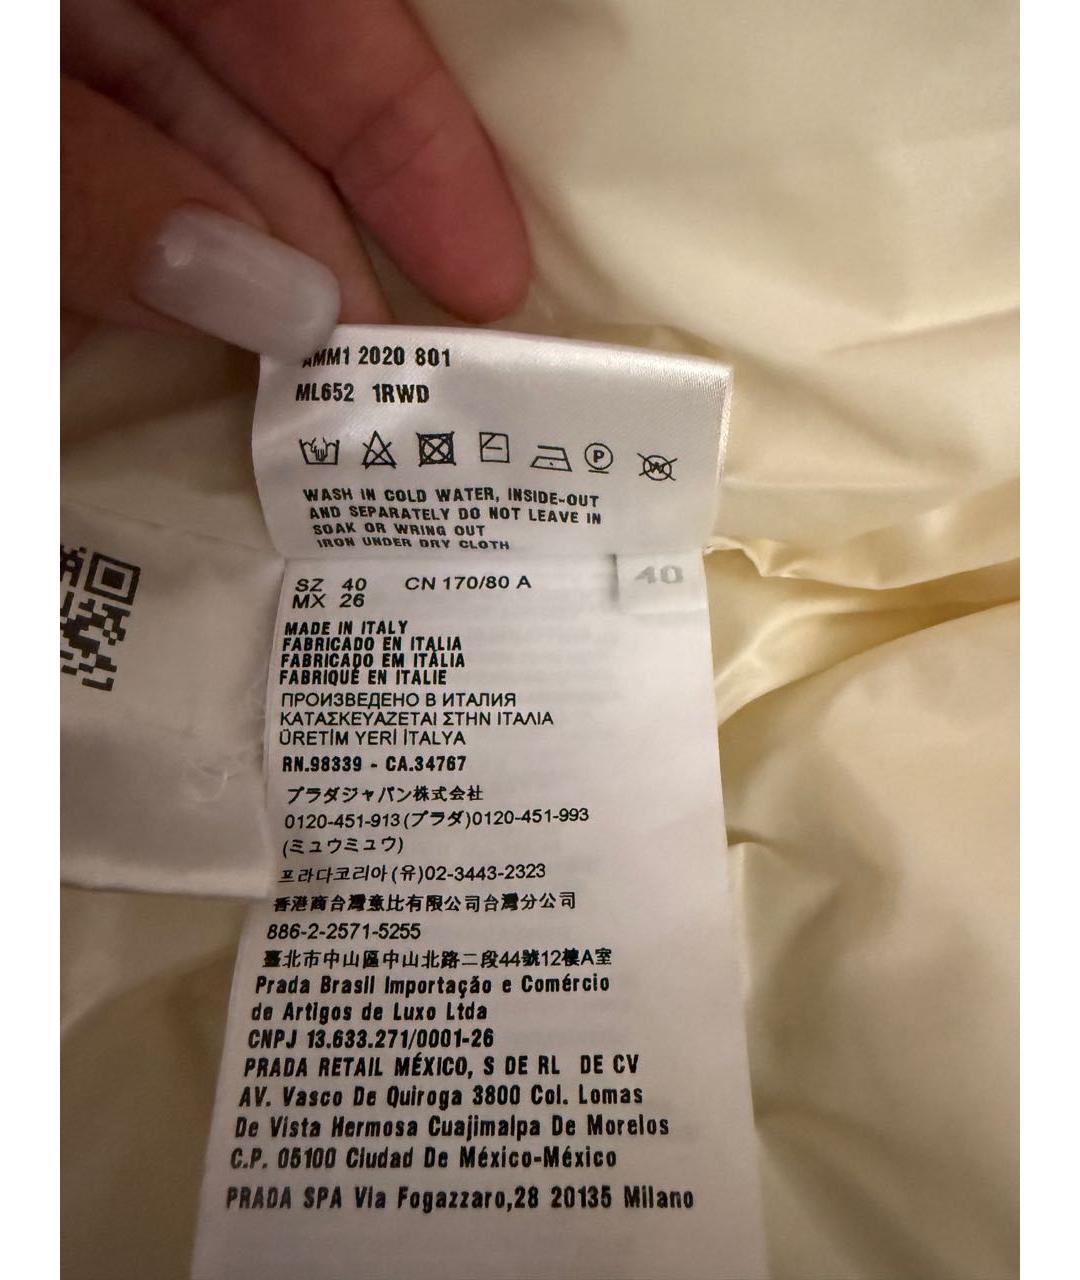 AMM1 2020 801
ML652 1RWD
P
W
WASH IN COLD WATER, INSIDE-OUT
AND SEPARATELY DO NOT LEAVE IN
SOAK OR WRING OUT
IRON UNDER DRY CLOTH
40
SZ 40 CN 170/80 A
MX 26
MADE IN ITALY
FABRICADO EN ITALIA
FABRICADO EM ITÁLIA
FABRIQUÉ EN ITALIE
ПРОИЗВЕДЕНО В ИТАЛИЯ
ΚΑΤΑΣΚΕΥΑΖΕΤΑΙ ΣΤΗΝ ΙΤΑΛΙΑ
ÜRETİM YERİ İTALYA
RN.98339 - CA.34767
プラダジャパン株式会社
0120-451-913(プラダ)0120-451-993
(ミュウミュウ)
프라다코리아(유)02-3443-2323
香港商台灣意比有限公司台灣分公司
886-2-2571-5255
臺北市中山區中山北路二段44號12樓A室
Prada Brasil Importação e Comércio
de Artigos de Luxo Ltda
CNPJ 13.633.271/0001-26
PRADA RETAIL MÉXICO, S DE RL DE CV
AV. Vasco De Quiroga 3800 Col. Lomas
De Vista Hermosa Cuajimalpa De Morelos
C.P. 05100 Ciudad De México-México
PRADA SPA Via Fogazzaro,28 20135 Milano